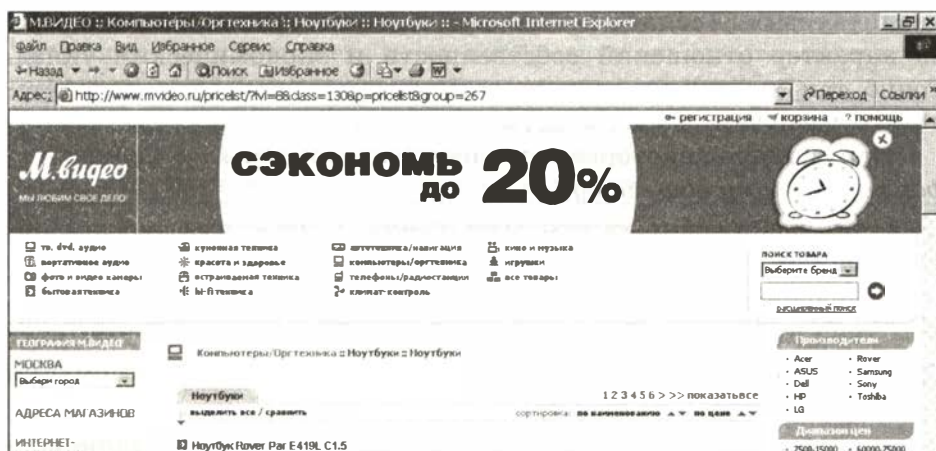 М.ВИДЕО :: Компьютеры/Оргтехника :: Ноутбуки :: Ноутбуки :: - Microsoft Internet Explorer
Файл Правка Вид Избранное Сервис Справка
Назад Поиск Избранное
Адрес: http://www.mvideo.ru/pricelist/?lvl=8&class=130&p=pricelist&group=267 Переход Ссылки
регистрация корзина ? помощь
М.видео
МЫ ЛЮБИМ СВОЕ ДЕЛО!
СЭКОНОМЬ
ДО 20%
тв, dvd, аудио кухонная техника автотехника/навигация кино и музыка
портативное аудио красота и здоровье компьютеры/оргтехника игрушки
фото и видео камеры встраиваемая техника телефоны/радиостанции все товары
бытовая техника hi-fi техника климат-контроль
ПОИСК ТОВАРА
Выберите бренд
расширенный поиск
ГЕОГРАФИЯ М.ВИДЕО
МОСКВА
Выбери город
АДРЕСА МАГАЗИНОВ
ИНТЕРНЕТ-
Компьютеры/Оргтехника :: Ноутбуки :: Ноутбуки
Ноутбуки 1 2 3 4 5 6 > >> показать все
выделить все / сравнить сортировка: по наименованию по цене
Ноутбук Rover Par E419L C1.5
Производители
· Acer · Rover
· ASUS · Samsung
· Dell · Sony
· HP · Toshiba
· LG
Диапазон цен
· 7500-15000 · 60000-75000